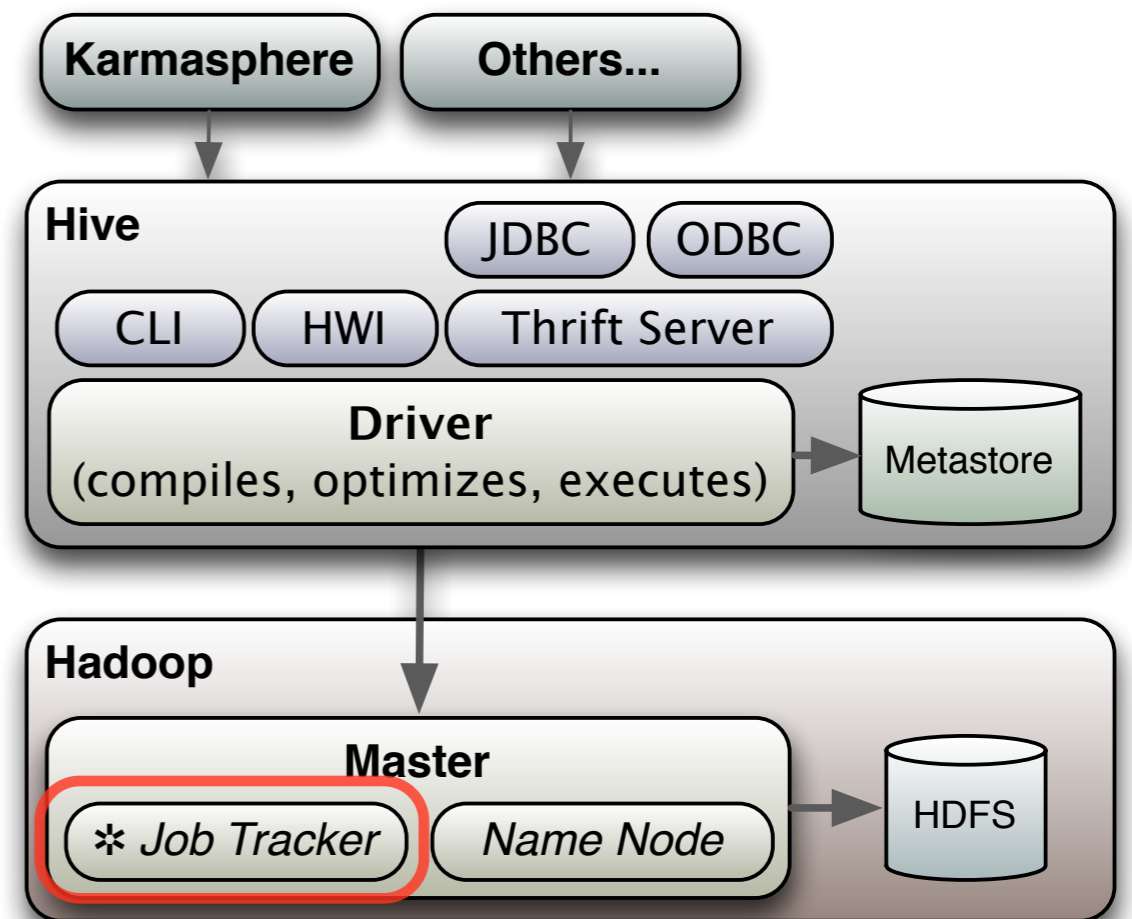 Karmasphere
Others...
Hive
JDBC
ODBC
CLI
HWI
Thrift Server
Driver
(compiles, optimizes, executes)
Metastore
Hadoop
Master
✲ Job Tracker
Name Node
HDFS